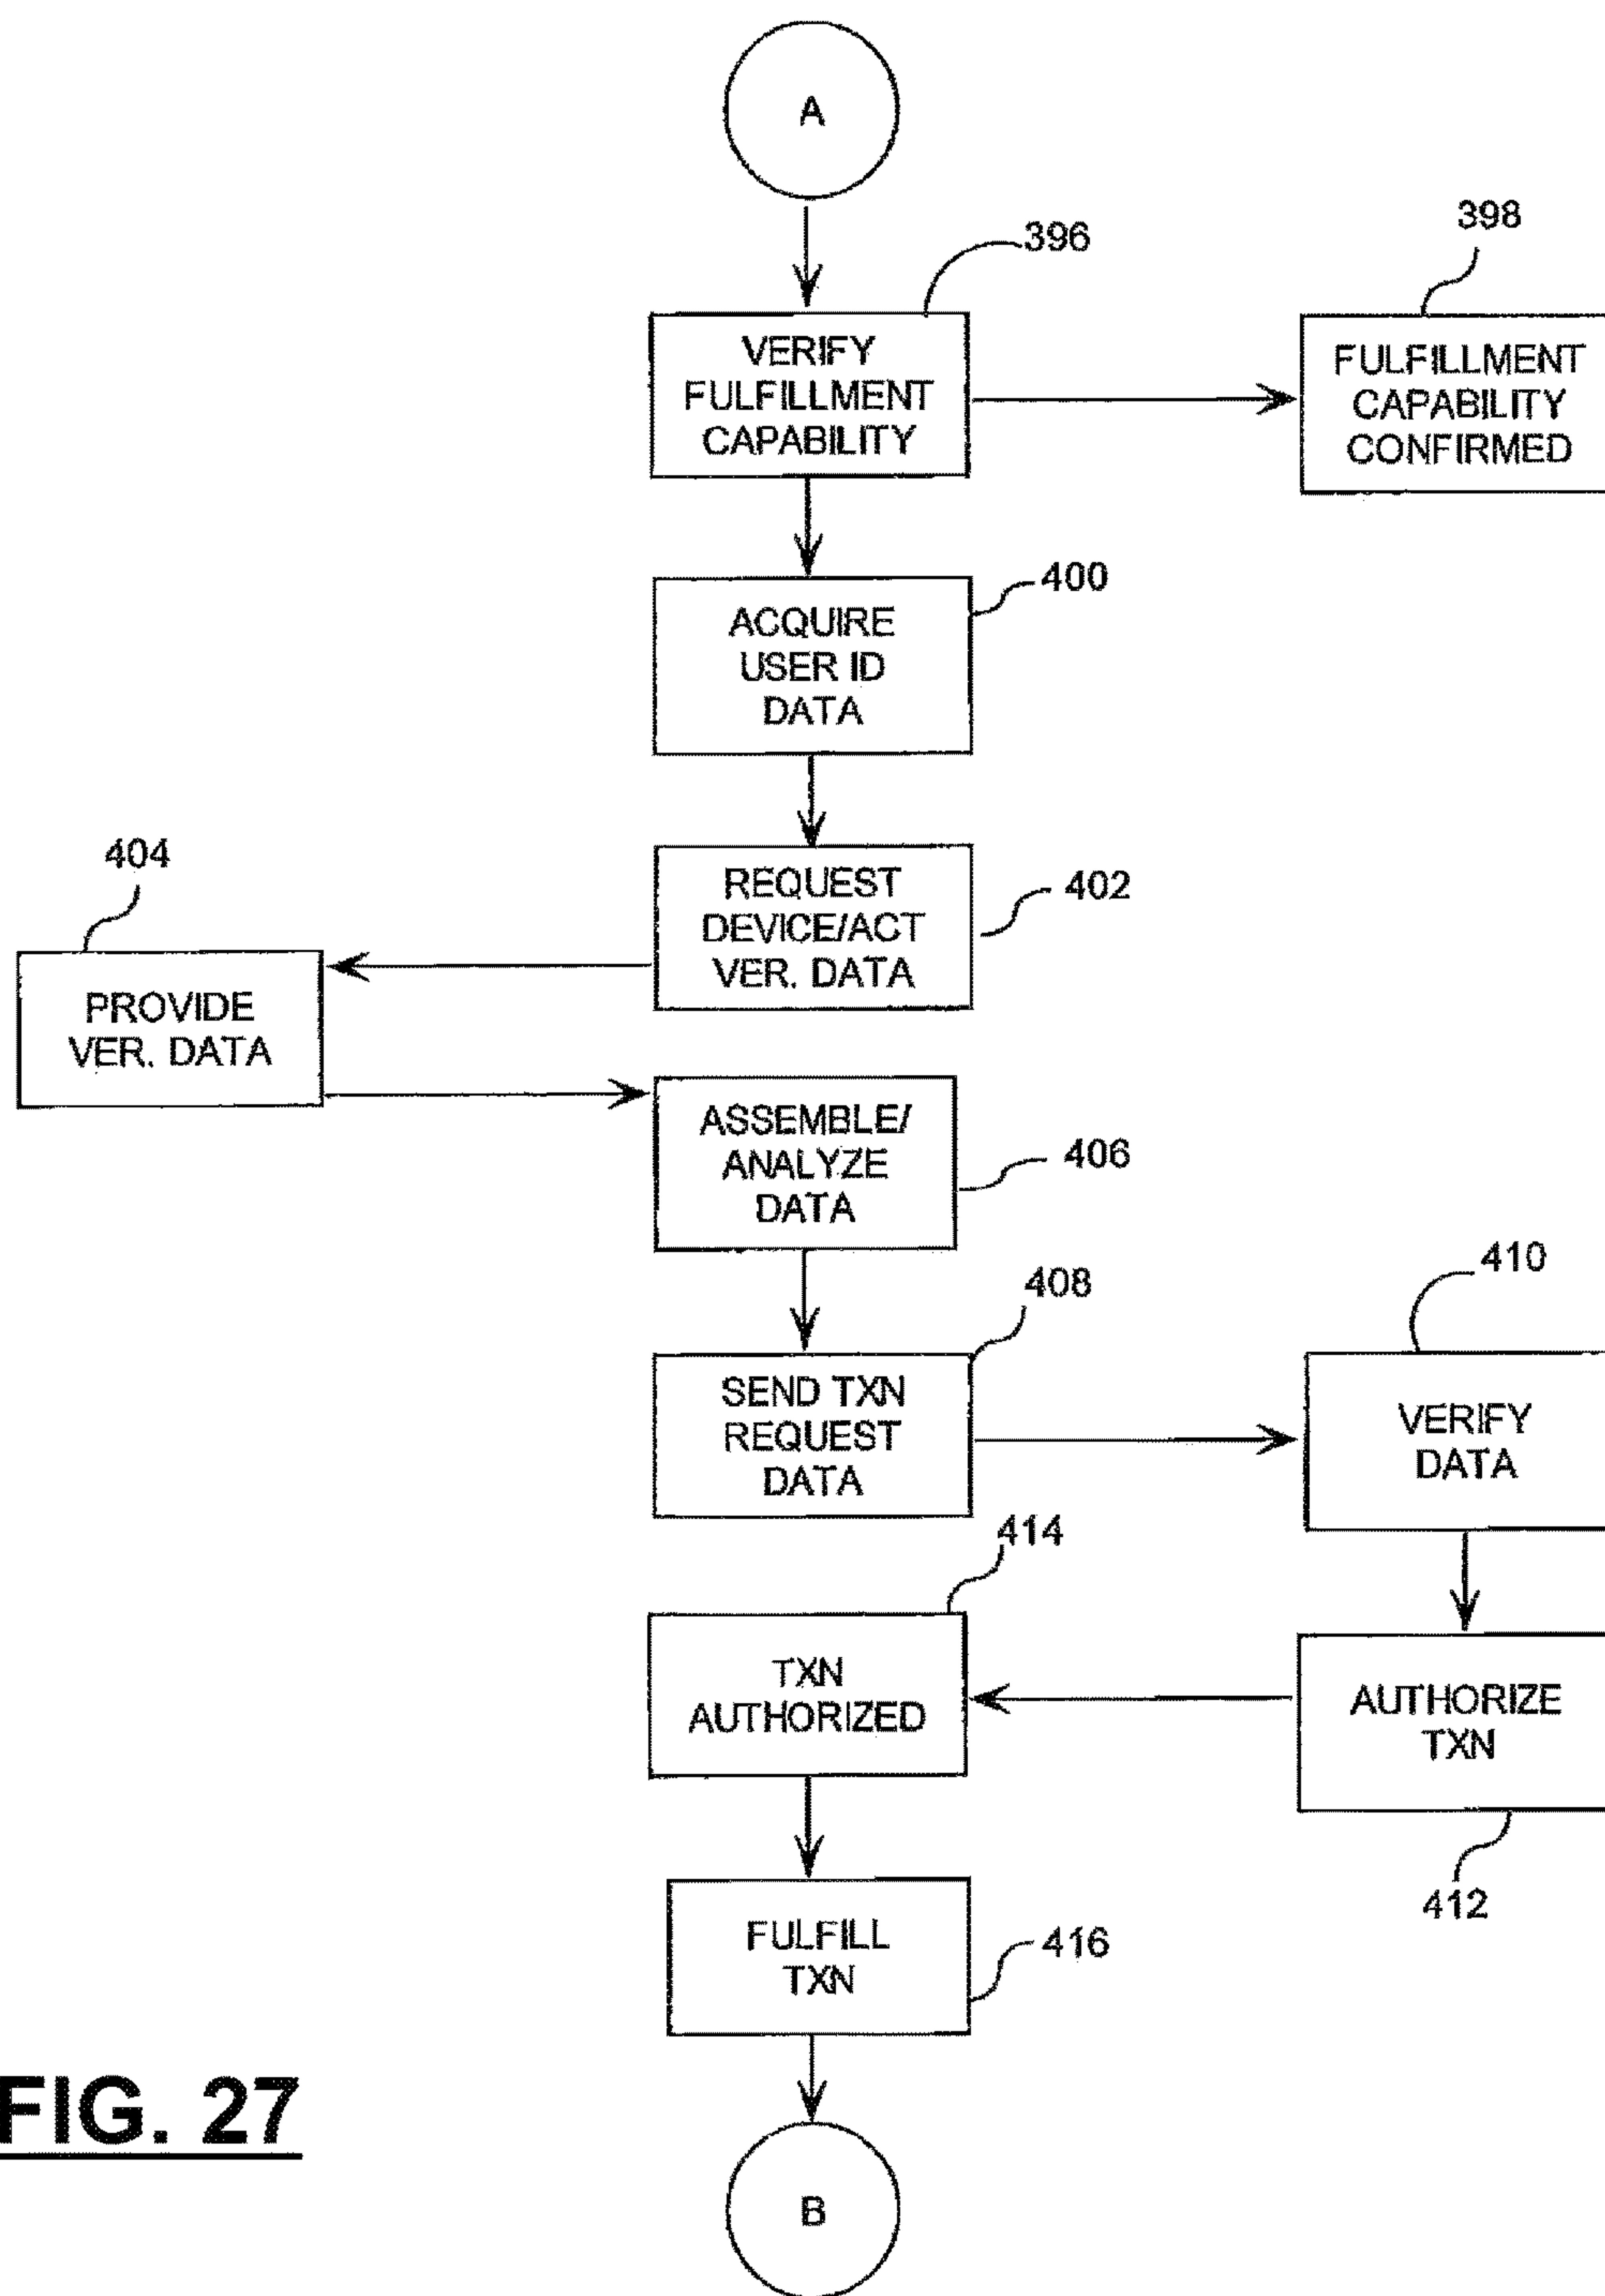 A
396
398
VERIFY
FULFILLMENT
CAPABILITY
FULFILLMENT
CAPABILITY
CONFIRMED
400
ACQUIRE
USER ID
DATA
404
402
REQUEST
DEVICE/ACT
VER. DATA
PROVIDE
VER. DATA
406
ASSEMBLE/
ANALYZE
DATA
408
410
SEND TXN
REQUEST
DATA
VERIFY
DATA
414
TXN
AUTHORIZED
AUTHORIZE
TXN
412
416
FULFILL
TXN
FIG. 27
B